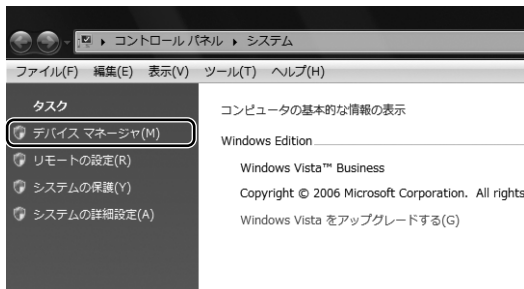 コントロール パネル ▸ システム
ファイル(F) 編集(E) 表示(V) ツール(T) ヘルプ(H)
タスク
デバイス マネージャ(M)
リモートの設定(R)
システムの保護(Y)
システムの詳細設定(A)
コンピュータの基本的な情報の表示
Windows Edition
Windows Vista™ Business
Copyright © 2006 Microsoft Corporation. All rights
Windows Vista をアップグレードする(G)